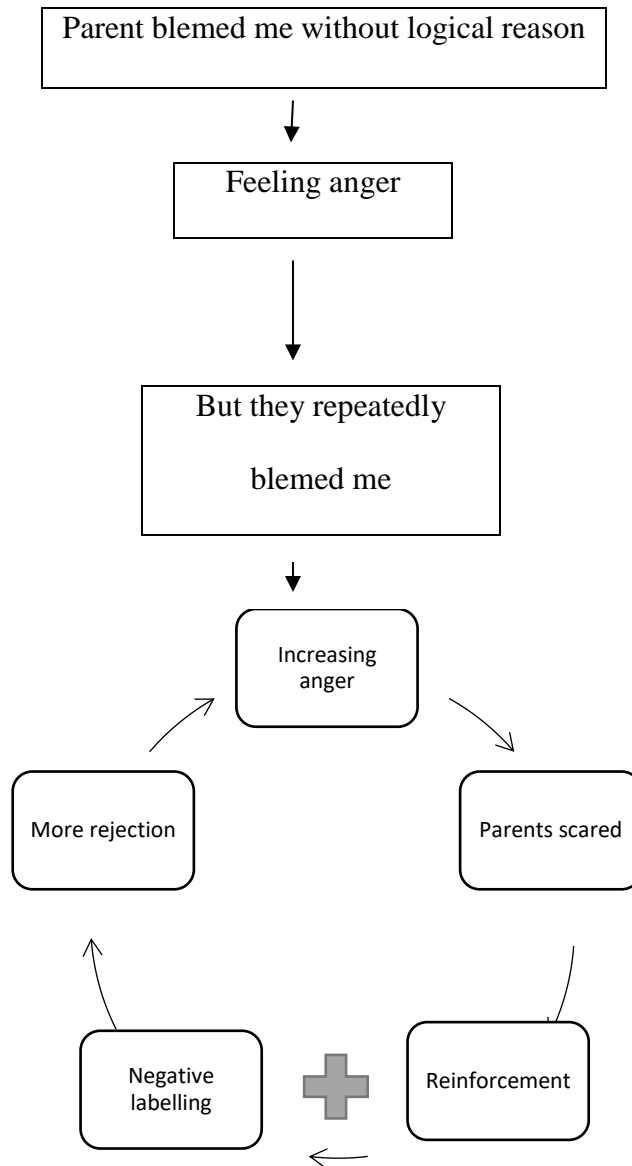 Parent blemed me without logical reason
Feeling anger
But they repeatedly
blemed me
Increasing
anger
Parents scared
Reinforcement
Negative
labelling
More rejection